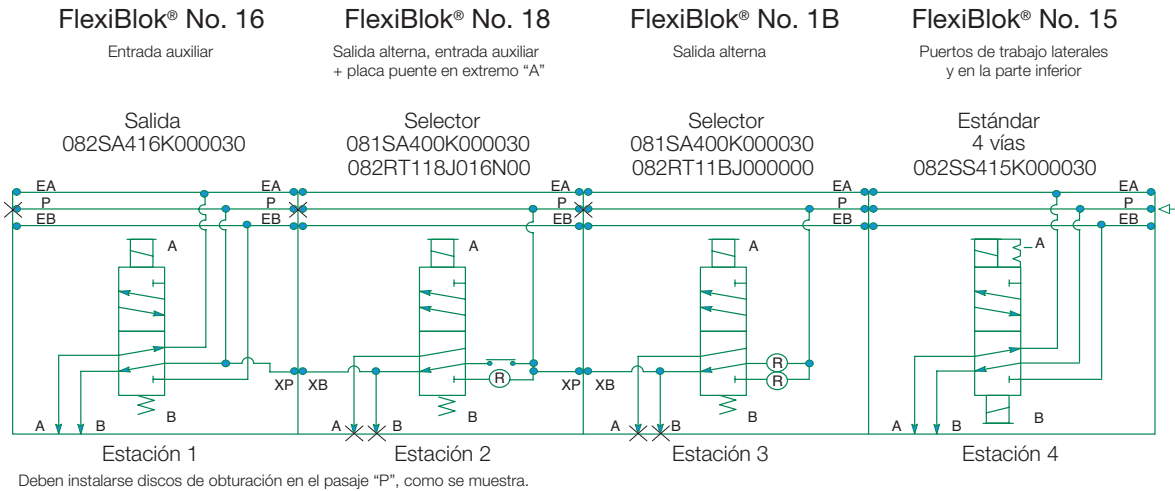 FlexiBlok® No. 16
Entrada auxiliar
Salida
082SA416K000030
FlexiBlok® No. 18
Salida alterna, entrada auxiliar
+ placa puente en extremo “A”
Selector
081SA400K000030
082RT118J016N00
FlexiBlok® No. 1B
Salida alterna
Selector
081SA400K000030
082RT11BJ000000
FlexiBlok® No. 15
Puertos de trabajo laterales
y en la parte inferior
Estándar
4 vías
082SS415K000030
EA
P
EB
EA
P
EB
A
B
XP
A
B
Estación 1
EA
P
EB
A
R
B
XB
XP
A
B
Estación 2
EA
P
EB
A
R
R
B
XB
A
B
Estación 3
EA
P
EB
A
B
A
B
Estación 4
Deben instalarse discos de obturación en el pasaje “P”, como se muestra.